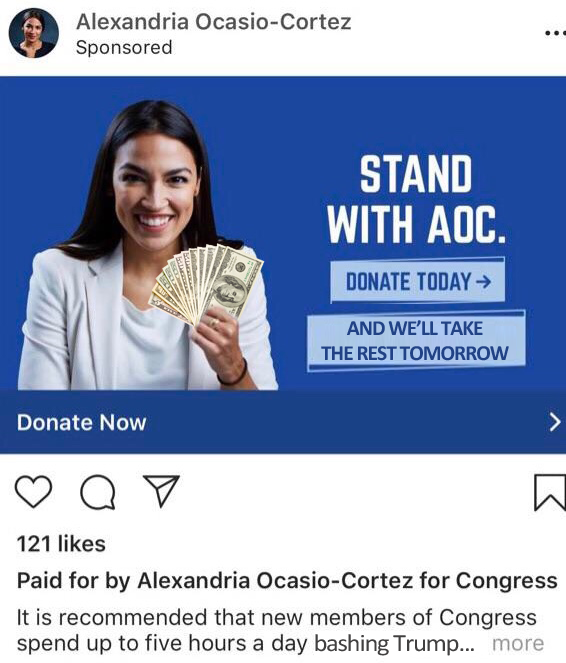 Alexandria Ocasio-Cortez
Sponsored
STAND
WITH AOC.
DONATE TODAY →
AND WE'LL TAKE
THE REST TOMORROW
Donate Now
121 likes
Paid for by Alexandria Ocasio-Cortez for Congress
It is recommended that new members of Congress
spend up to five hours a day bashing Trump... more